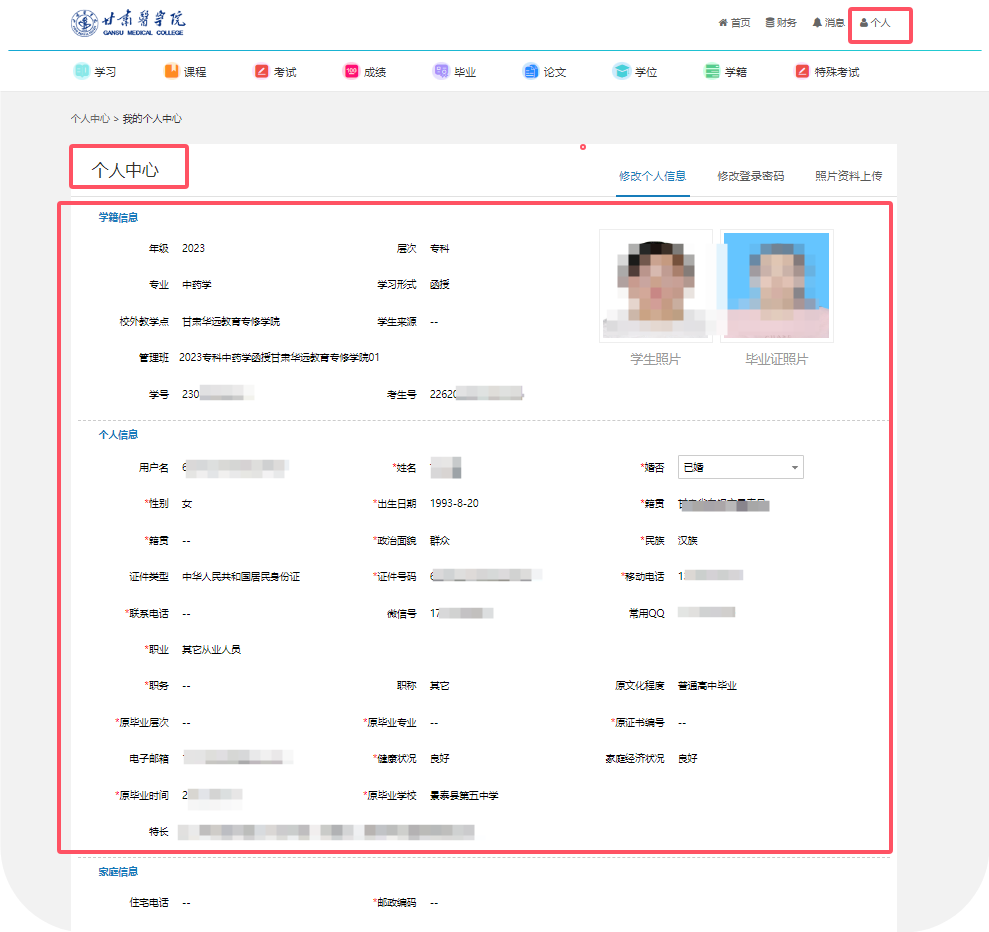 甘肃医学院
GANSU MEDICAL COLLEGE
首页 财务 消息 个人
学习 课程 考试 成绩 毕业 论文 学位 学籍 特殊考试
个人中心 > 我的个人中心
个人中心
修改个人信息 修改登录密码 照片资料上传
学籍信息
年级 2023 层次 专科
专业 中药学 学习形式 函授
校外教学点 甘肃华远教育专修学院 学生来源 --
管理班 2023专科中药学函授甘肃华远教育专修学院01
学号 230 考生号 22620
学生照片 毕业证照片
个人信息
用户名 6 *姓名 *婚否 已婚
*性别 女 *出生日期 1993-8-20 *籍贯
*籍贯 -- *政治面貌 群众 *民族 汉族
证件类型 中华人民共和国居民身份证 *证件号码 6 *移动电话 1
*联系电话 -- 微信号 17 常用QQ
*职业 其它从业人员
*职务 -- 职称 其它 原文化程度 普通高中毕业
*原毕业层次 -- *原毕业专业 -- *原证书编号 --
电子邮箱 *健康状况 良好 家庭经济状况 良好
*原毕业时间 2 *原毕业学校 景泰县第五中学
特长
家庭信息
住宅电话 -- *邮政编码 --